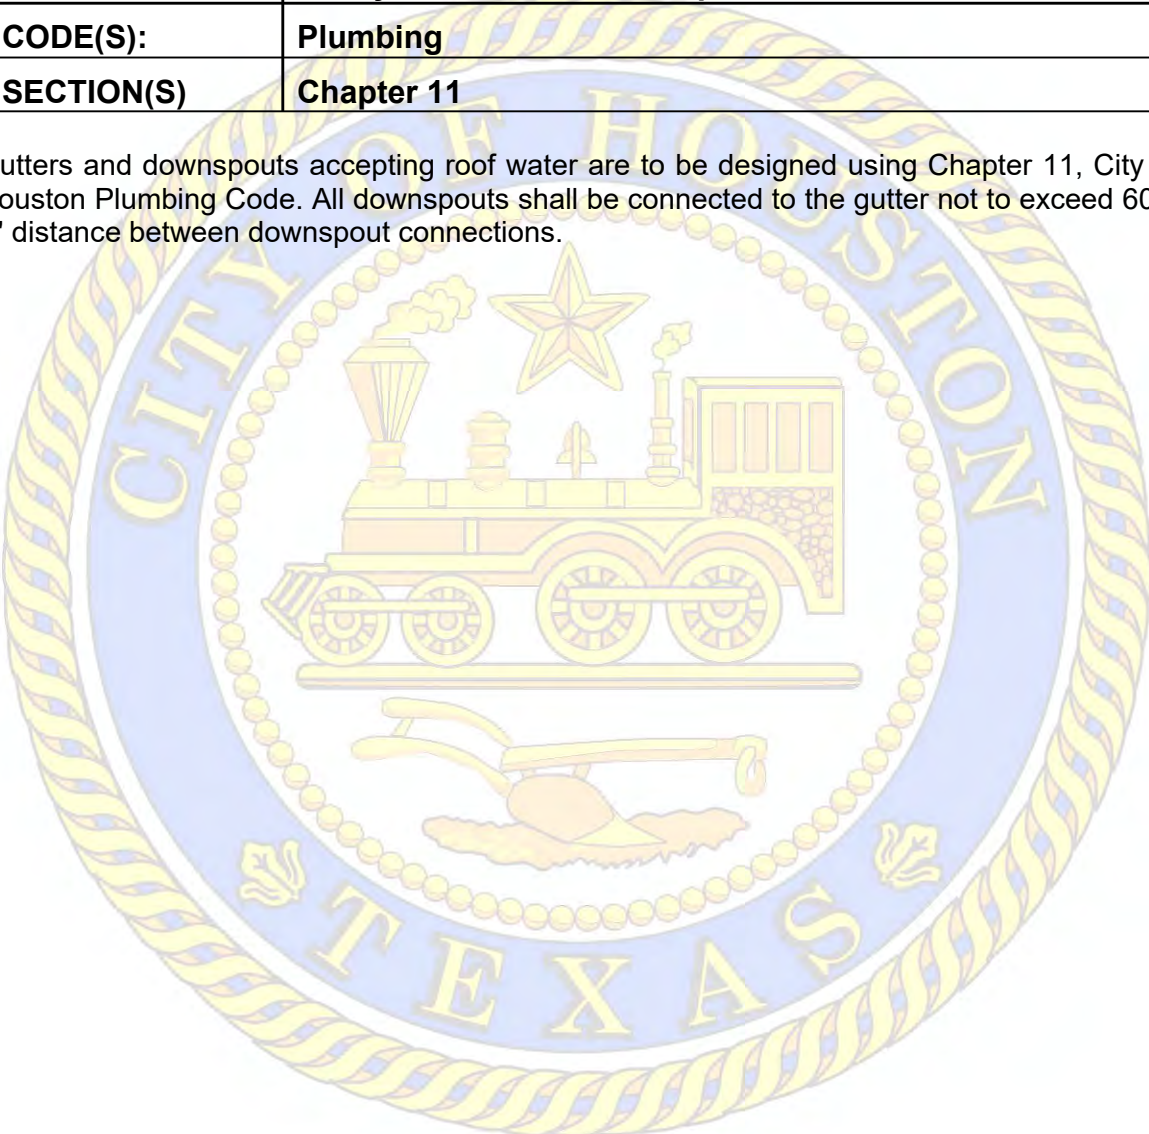 CODE(S): Plumbing
SECTION(S) Chapter 11
utters and downspouts accepting roof water are to be designed using Chapter 11, City
ouston Plumbing Code. All downspouts shall be connected to the gutter not to exceed 60
" distance between downspout connections.
CITY OF HOUSTON
TEXAS